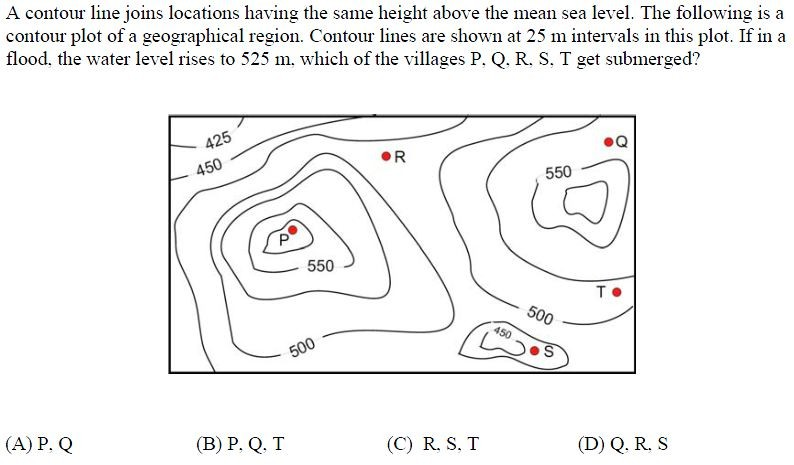 A contour line joins locations having the same height above the mean sea level. The following is a
contour plot of a geographical region. Contour lines are shown at 25 m intervals in this plot. If in a
flood, the water level rises to 525 m, which of the villages P, Q, R, S, T get submerged?
425
450
R
Q
550
P
550
T
500
450
S
500
(A) P, Q (B) P, Q, T (C) R, S, T (D) Q, R, S